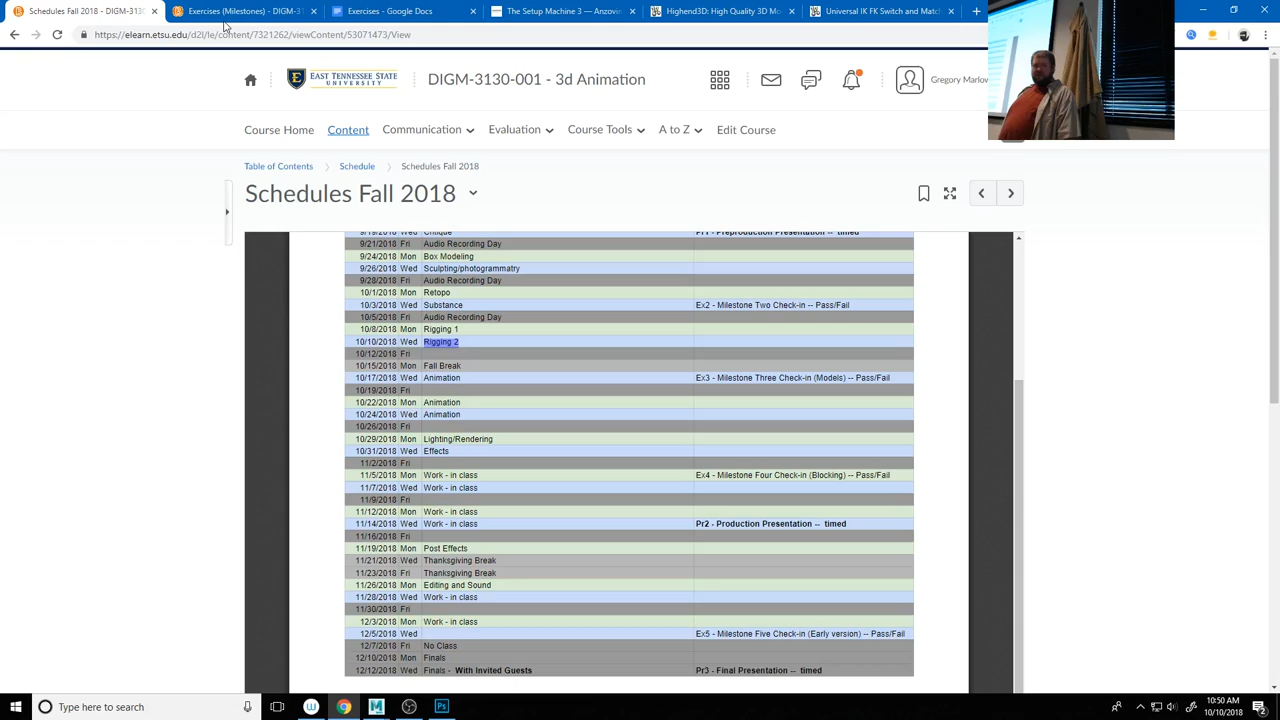 Schedules Fall 2018 - DIGM-3130
Exercises (Milestones) - DIGM-31
Exercises - Google Docs
The Setup Machine 3 — Anzovin
Highend3D: High Quality 3D Mo
Universal IK FK Switch and Match
https://elearn.etsu.edu/d2l/le/content/7321262/viewContent/53071473/View
EAST TENNESSEE STATE
UNIVERSITY
DIGM-3130-001 - 3d Animation
Gregory Marlow
Course Home
Content
Communication
Evaluation
Course Tools
A to Z
Edit Course
Table of Contents
Schedule
Schedules Fall 2018
Schedules Fall 2018
9/19/2018 Wed Critique Pr1 - Preproduction Presentation -- timed
9/21/2018 Fri Audio Recording Day
9/24/2018 Mon Box Modeling
9/26/2018 Wed Sculpting/photogrammatry
9/28/2018 Fri Audio Recording Day
10/1/2018 Mon Retopo
10/3/2018 Wed Substance Ex2 - Milestone Two Check-in -- Pass/Fail
10/5/2018 Fri Audio Recording Day
10/8/2018 Mon Rigging 1
10/10/2018 Wed Rigging 2
10/12/2018 Fri
10/15/2018 Mon Fall Break
10/17/2018 Wed Animation Ex3 - Milestone Three Check-in (Models) -- Pass/Fail
10/19/2018 Fri
10/22/2018 Mon Animation
10/24/2018 Wed Animation
10/26/2018 Fri
10/29/2018 Mon Lighting/Rendering
10/31/2018 Wed Effects
11/2/2018 Fri
11/5/2018 Mon Work - in class Ex4 - Milestone Four Check-in (Blocking) -- Pass/Fail
11/7/2018 Wed Work - in class
11/9/2018 Fri
11/12/2018 Mon Work - in class
11/14/2018 Wed Work - in class Pr2 - Production Presentation -- timed
11/16/2018 Fri
11/19/2018 Mon Post Effects
11/21/2018 Wed Thanksgiving Break
11/23/2018 Fri Thanksgiving Break
11/26/2018 Mon Editing and Sound
11/28/2018 Wed Work - in class
11/30/2018 Fri
12/3/2018 Mon Work - in class
12/5/2018 Wed Ex5 - Milestone Five Check-in (Early version) -- Pass/Fail
12/7/2018 Fri No Class
12/10/2018 Mon Finals
12/12/2018 Wed Finals - With Invited Guests Pr3 - Final Presentation -- timed
Type here to search
10:50 AM
10/10/2018